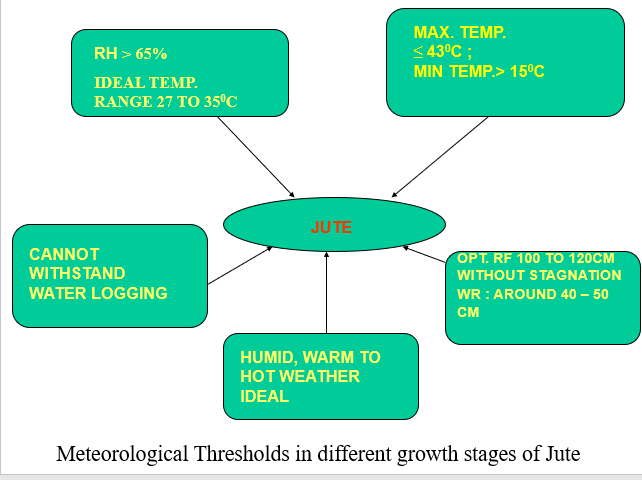 RH > 65%
IDEAL TEMP.
RANGE 27 TO 35⁰C
MAX. TEMP.
≤ 43⁰C ;
MIN TEMP.> 15⁰C
JUTE
CANNOT
WITHSTAND
WATER LOGGING
OPT. RF 100 TO 120CM
WITHOUT STAGNATION
WR : AROUND 40 – 50
CM
HUMID, WARM TO
HOT WEATHER
IDEAL
Meteorological Thresholds in different growth stages of Jute